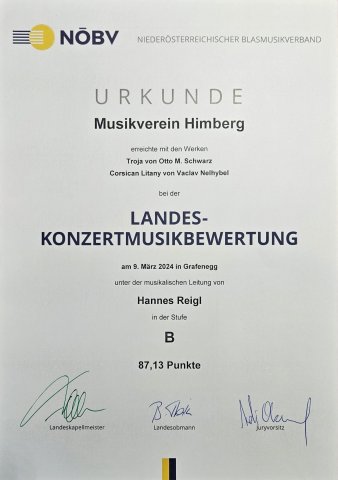 NÖBV NIEDERÖSTERREICHISCHER BLASMUSIKVERBAND
URKUNDE
Musikverein Himberg
erreichte mit den Werken
Troja von Otto M. Schwarz
Corsican Litany von Vaclav Nelhybel
bei der
LANDES-
KONZERTMUSIKBEWERTUNG
am 9. März 2024 in Grafenegg
unter der musikalischen Leitung von
Hannes Reigl
in der Stufe
B
87,13 Punkte
Landeskapellmeister Landesobmann Juryvorsitz